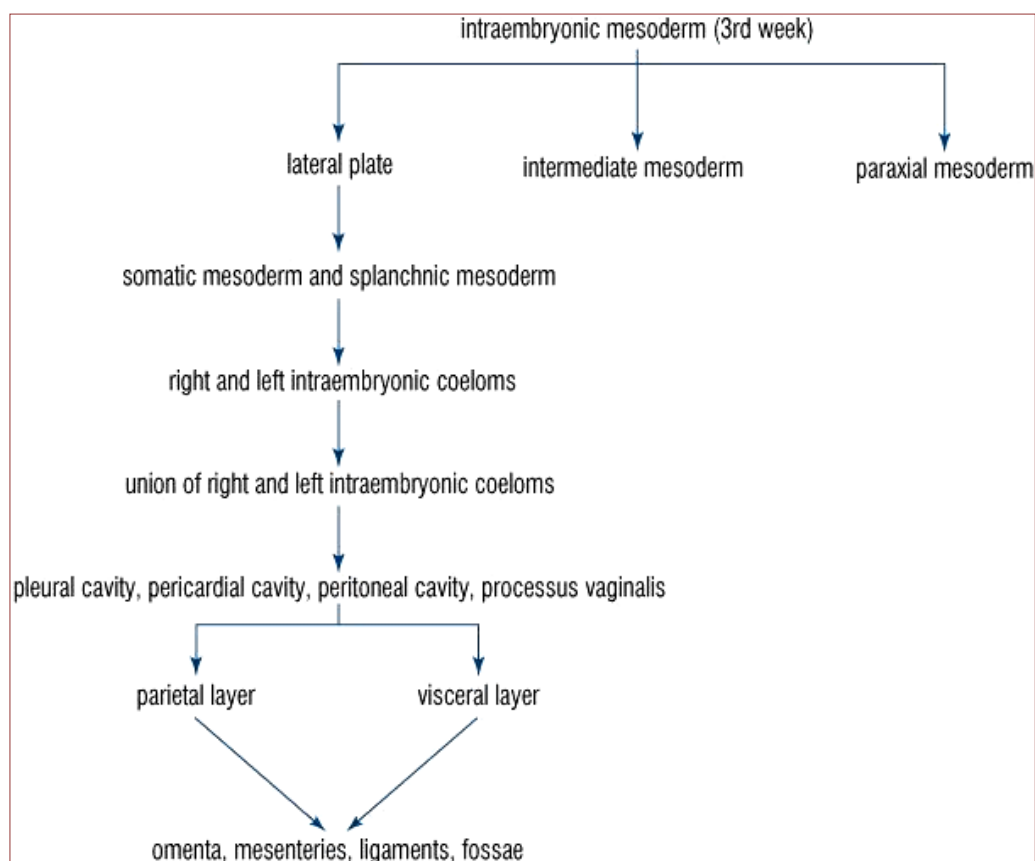 intraembryonic mesoderm (3rd week)
lateral plate
intermediate mesoderm
paraxial mesoderm
somatic mesoderm and splanchnic mesoderm
right and left intraembryonic coeloms
union of right and left intraembryonic coeloms
pleural cavity, pericardial cavity, peritoneal cavity, processus vaginalis
parietal layer
visceral layer
omenta, mesenteries, ligaments, fossae